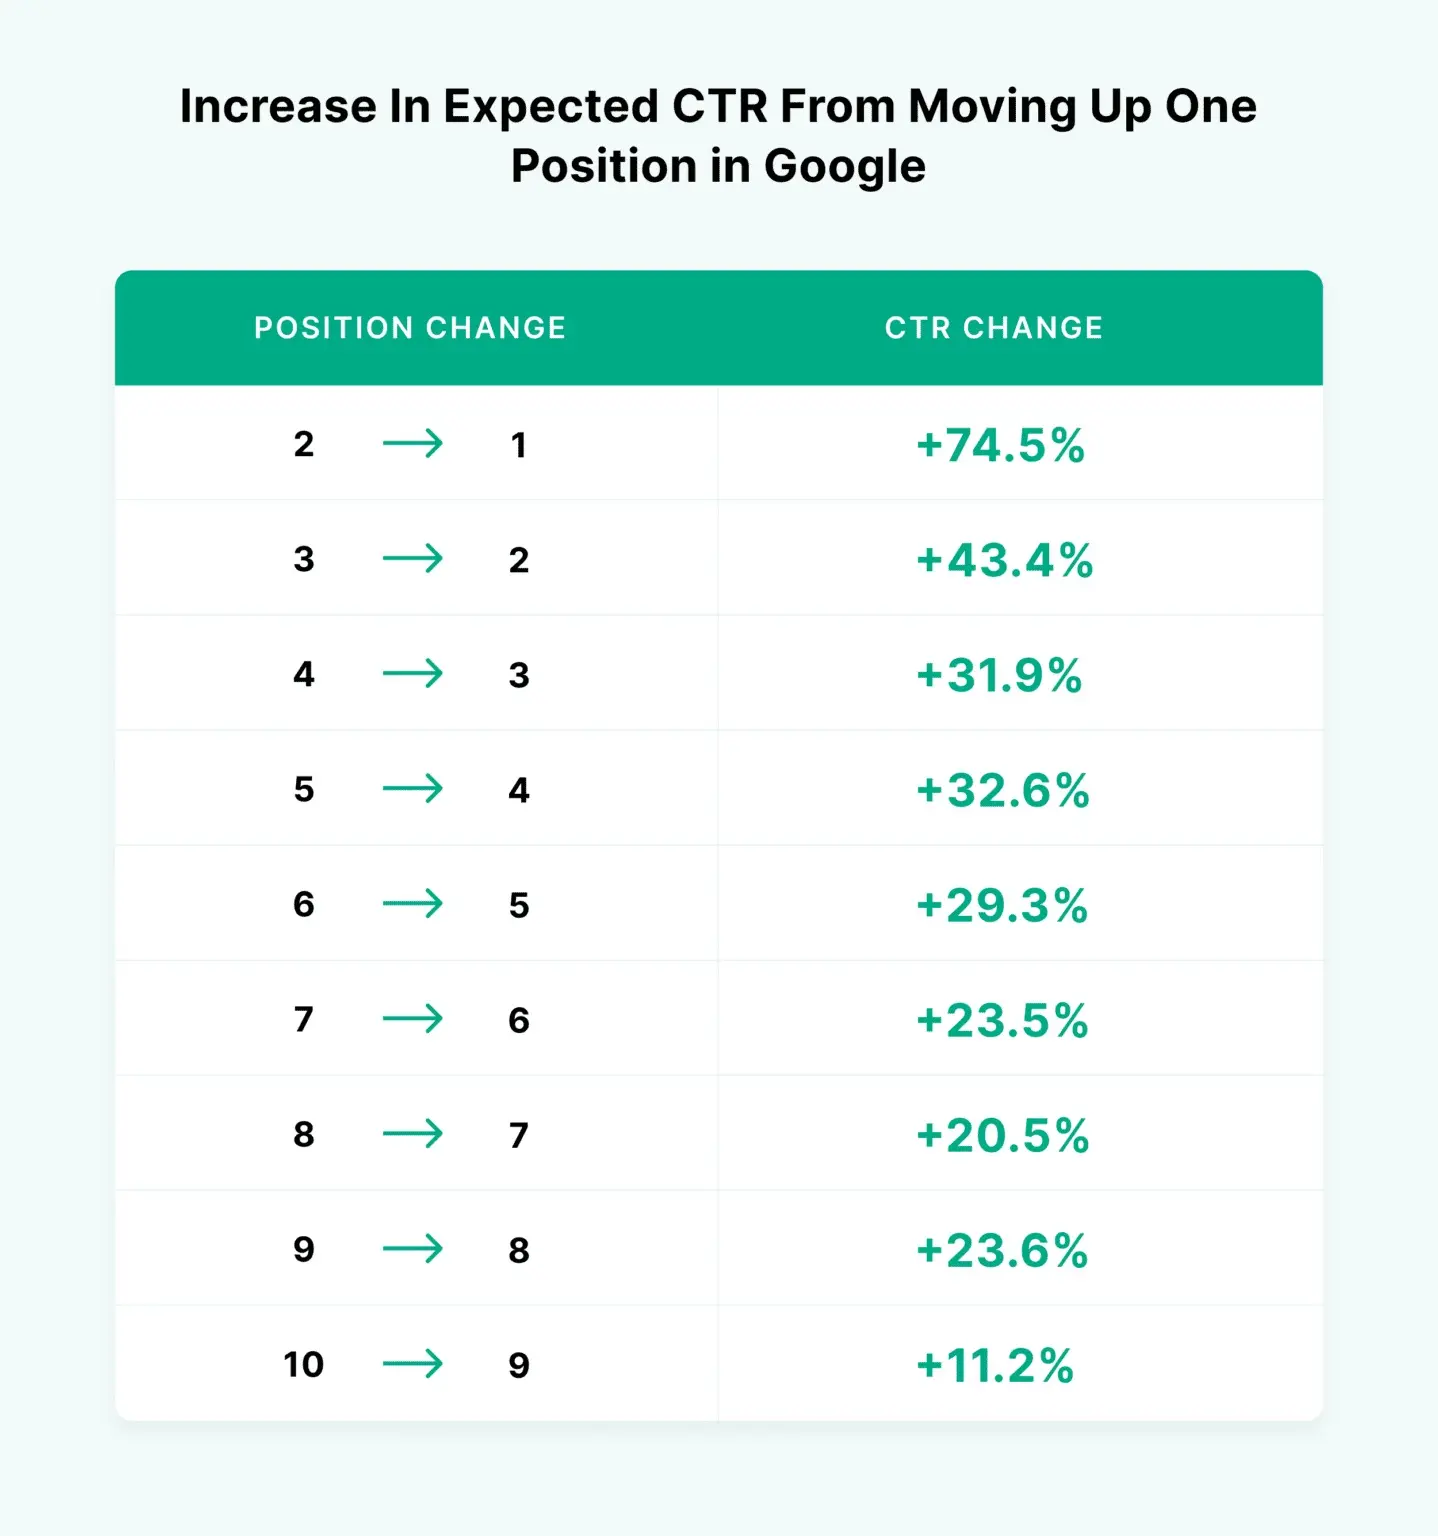 Increase In Expected CTR From Moving Up One
Position in Google
POSITION CHANGE CTR CHANGE
2 → 1 +74.5%
3 → 2 +43.4%
4 → 3 +31.9%
5 → 4 +32.6%
6 → 5 +29.3%
7 → 6 +23.5%
8 → 7 +20.5%
9 → 8 +23.6%
10 → 9 +11.2%